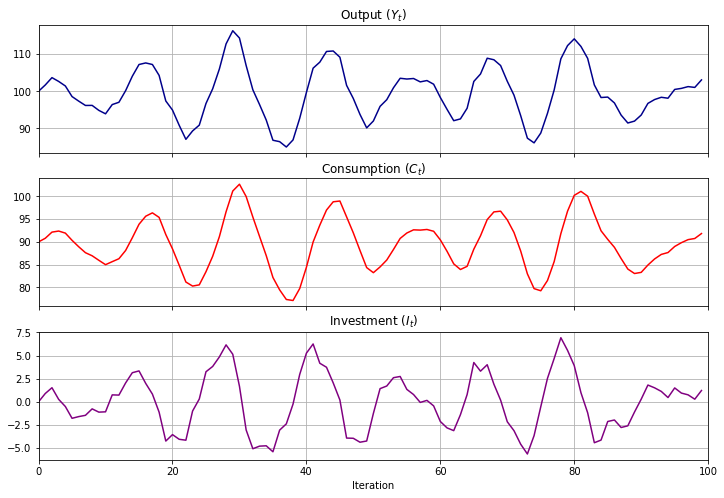 Output (Y_t)
110
100
90
Consumption (C_t)
100
95
90
85
80
Investment (I_t)
7.5
5.0
2.5
0.0
−2.5
−5.0
0 20 40 60 80 100
Iteration